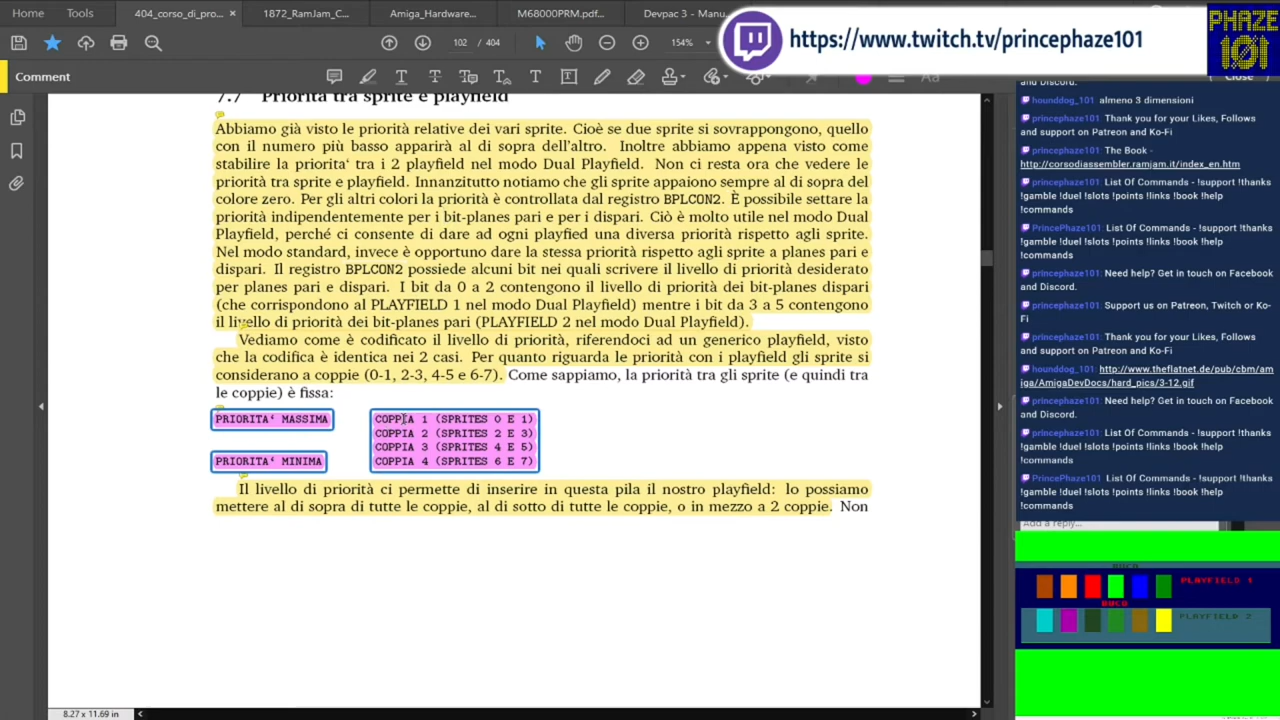 Home
Tools
404_corso_di_pro...
1872_RamJam_C...
Amiga_Hardware...
M68000PRM.pdf...
Devpac 3 - Manu...
https://www.twitch.tv/princephaze101
PHAZE
101
102 / 404
154%
Comment
Close
7.7 Priorità tra sprite e playfield
Abbiamo già visto le priorità relative dei vari sprite. Cioè se due sprite si sovrappongono, quello
con il numero più basso apparirà al di sopra dell'altro. Inoltre abbiamo appena visto come
stabilire la priorita‘ tra i 2 playfield nel modo Dual Playfield. Non ci resta ora che vedere le
priorità tra sprite e playfield. Innanzitutto notiamo che gli sprite appaiono sempre al di sopra del
colore zero. Per gli altri colori la priorità è controllata dal registro BPLCON2. È possibile settare la
priorità indipendentemente per i bit-planes pari e per i dispari. Ciò è molto utile nel modo Dual
Playfield, perché ci consente di dare ad ogni playfied una diversa priorità rispetto agli sprite.
Nel modo standard, invece è opportuno dare la stessa priorità rispetto agli sprite a planes pari e
dispari. Il registro BPLCON2 possiede alcuni bit nei quali scrivere il livello di priorità desiderato
per planes pari e dispari. I bit da 0 a 2 contengono il livello di priorità dei bit-planes dispari
(che corrispondono al PLAYFIELD 1 nel modo Dual Playfield) mentre i bit da 3 a 5 contengono
il livello di priorità dei bit-planes pari (PLAYFIELD 2 nel modo Dual Playfield).
Vediamo come è codificato il livello di priorità, riferendoci ad un generico playfield, visto
che la codifica è identica nei 2 casi. Per quanto riguarda le priorità con i playfield gli sprite si
considerano a coppie (0-1, 2-3, 4-5 e 6-7). Come sappiamo, la priorità tra gli sprite (e quindi tra
le coppie) è fissa:
PRIORITA‘ MASSIMA COPPIA 1 (SPRITES 0 E 1)
COPPIA 2 (SPRITES 2 E 3)
COPPIA 3 (SPRITES 4 E 5)
PRIORITA‘ MINIMA COPPIA 4 (SPRITES 6 E 7)
Il livello di priorità ci permette di inserire in questa pila il nostro playfield: lo possiamo
mettere al di sopra di tutte le coppie, al di sotto di tutte le coppie, o in mezzo a 2 coppie. Non
8.27 x 11.69 in
and Discord.
hounddog_101 almeno 3 dimensioni
princephaze101: Thank you for your Likes, Follows
and support on Patreon and Ko-Fi
princephaze101: The Book -
http://corsodiassembler.ramjam.it/index_en.htm
princephaze101: List Of Commands - !support !thanks
!gamble !duel !slots !points !links !book !help
!commands
PrincePhaze101: List Of Commands - !support !thanks
!gamble !duel !slots !points !links !book !help
!commands
princephaze101: Need help? Get in touch on Facebook
and Discord.
princephaze101: Support us on Patreon, Twitch or Ko-
Fi
princephaze101: Thank you for your Likes, Follows
and support on Patreon and Ko-Fi
hounddog_101: http://www.theflatnet.de/pub/cbm/am
iga/AmigaDevDocs/hard_pics/3-12.gif
princephaze101: Need help? Get in touch on Facebook
and Discord.
princephaze101: List Of Commands - !support !thanks
!gamble !duel !slots !points !links !book !help
!commands
PrincePhaze101: List Of Commands - !support !thanks
!gamble !duel !slots !points !links !book !help
!commands
Add a reply...
BUCO
PLAYFIELD 1
BUCO
PLAYFIELD 2